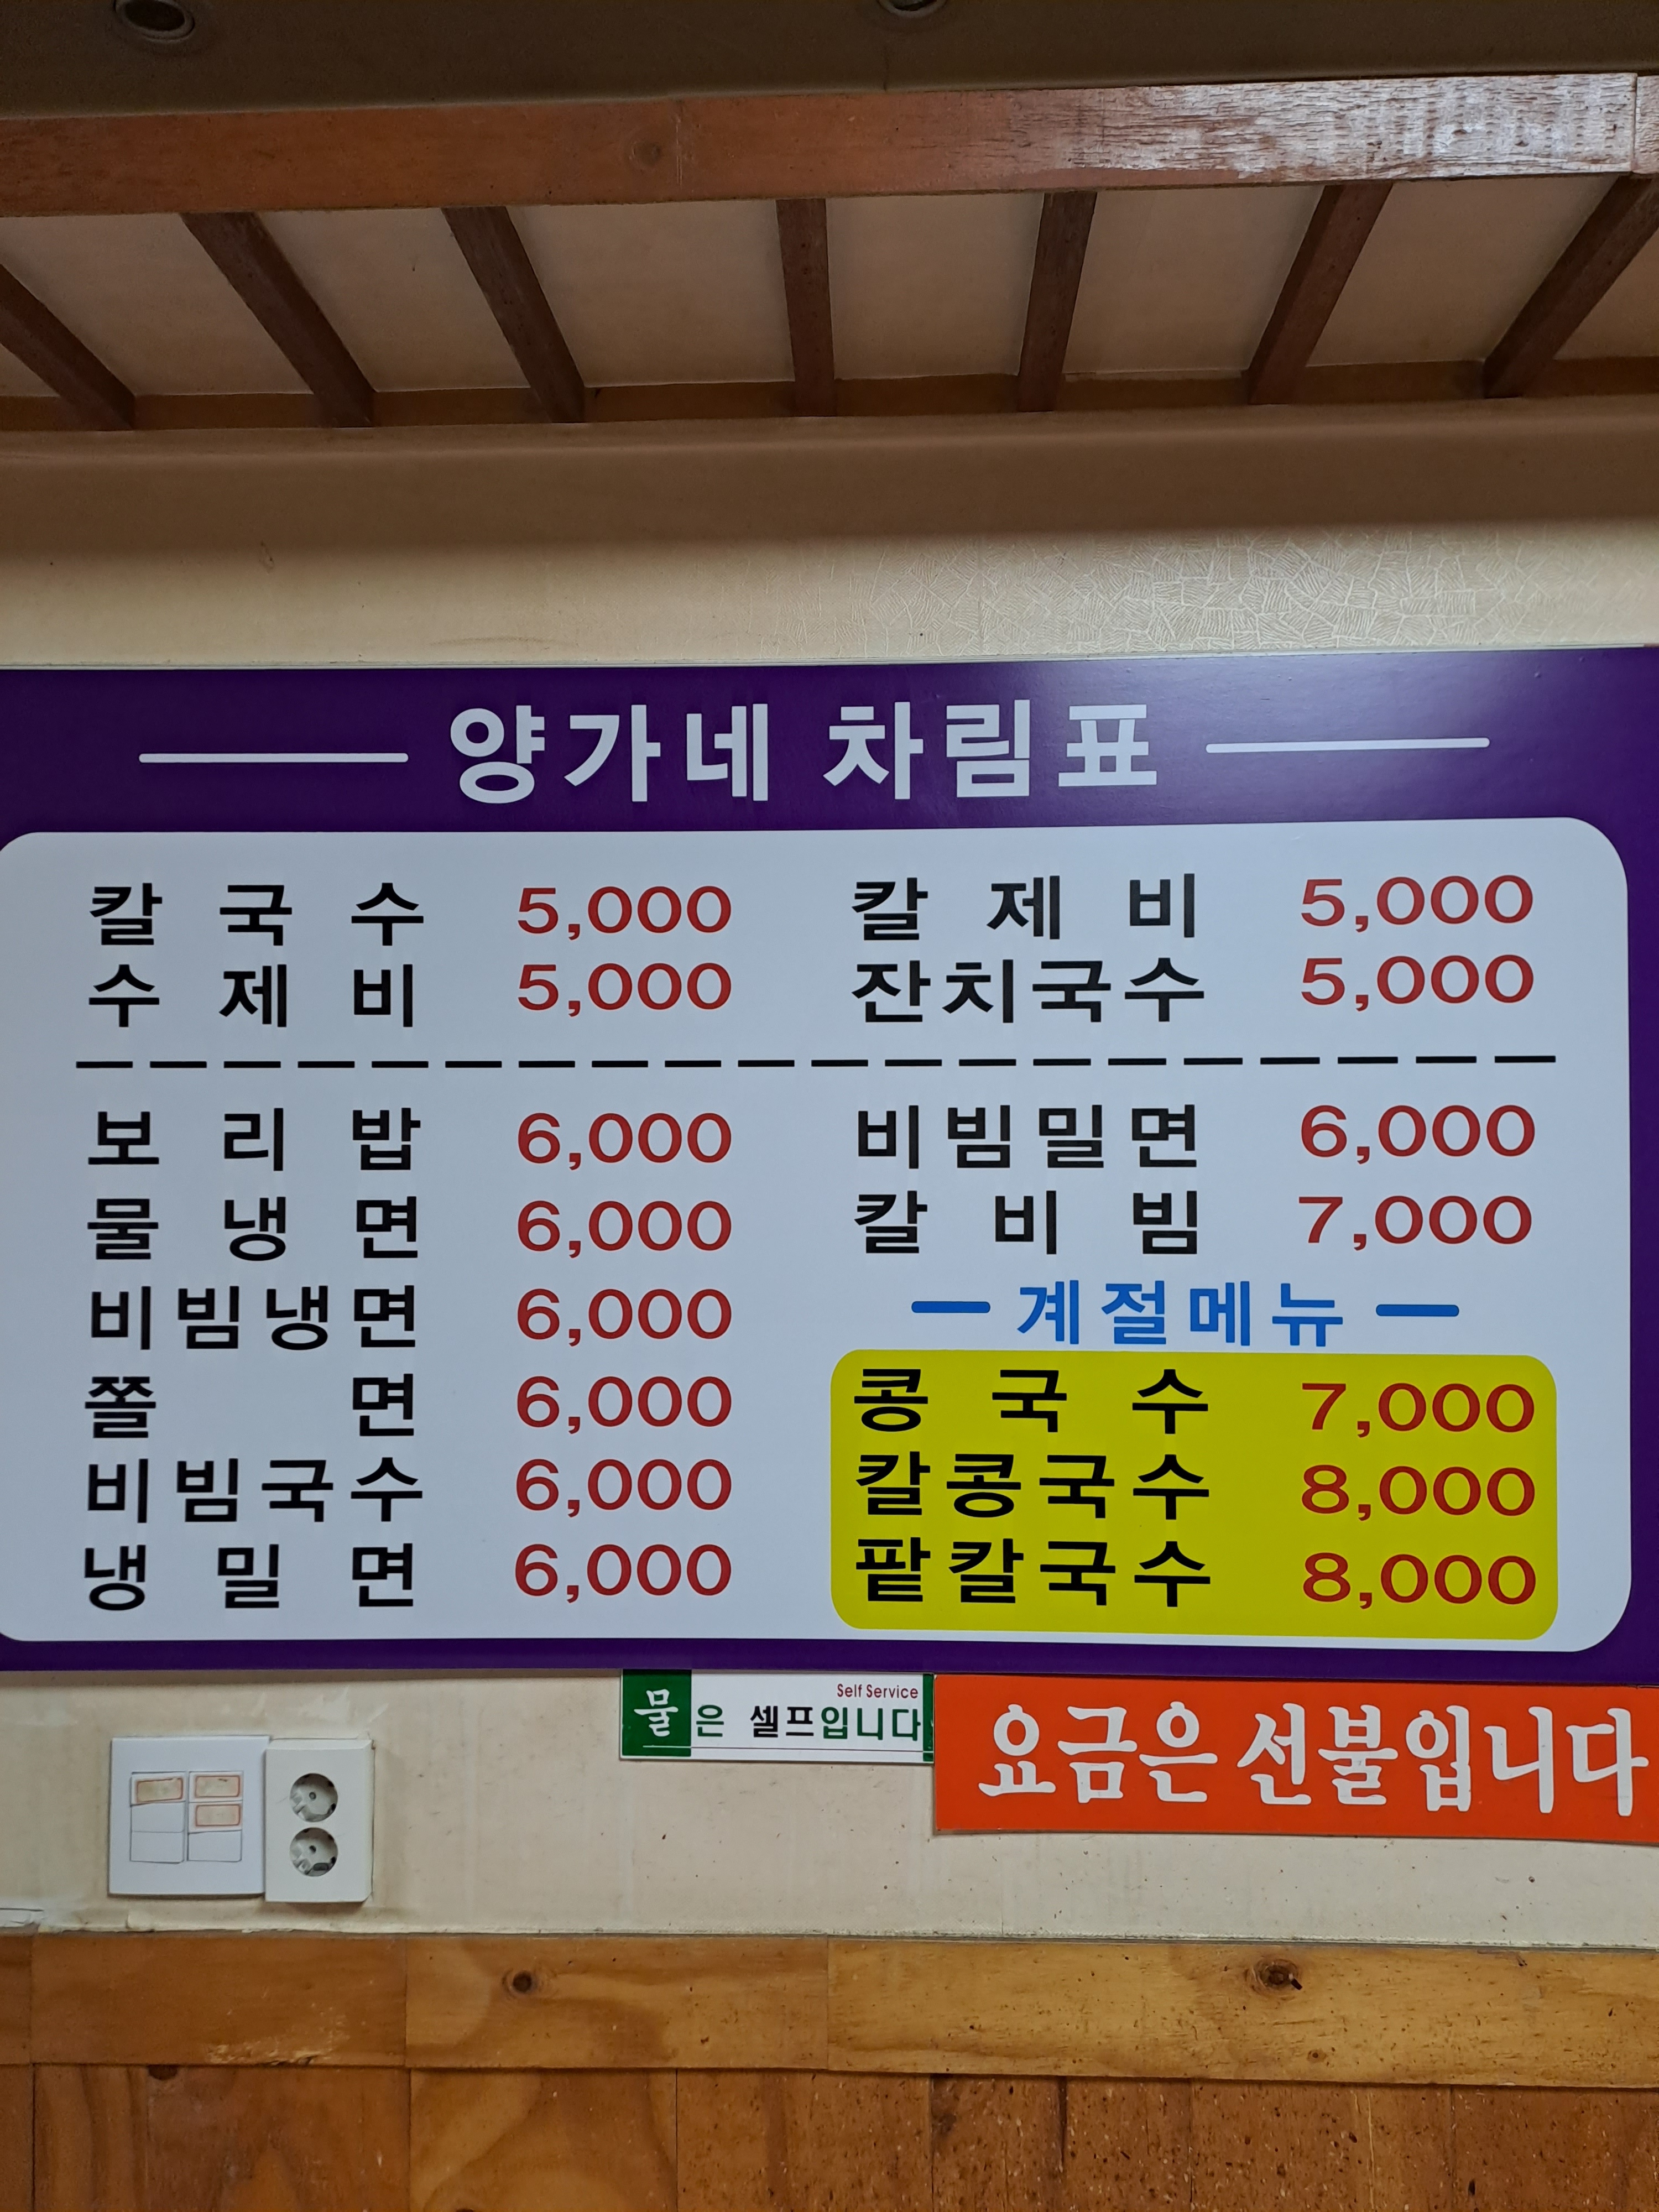 양가네 차림표
칼국수 5,000
수제비 5,000
칼제비 5,000
잔치국수 5,000
보리밥 6,000
물냉면 6,000
비빔냉면 6,000
쫄면 6,000
비빔국수 6,000
냉밀면 6,000
비빔밀면 6,000
칼비빔 7,000
계절메뉴
콩국수 7,000
칼콩국수 8,000
팥칼국수 8,000
Self Service
물은 셀프입니다
요금은 선불입니다